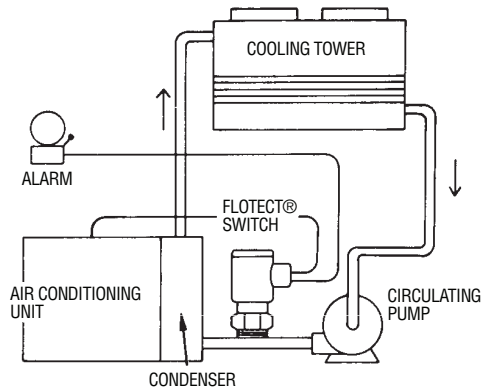 COOLING TOWER
ALARM
FLOTECT®
SWITCH
AIR CONDITIONING
UNIT
CIRCULATING
PUMP
CONDENSER